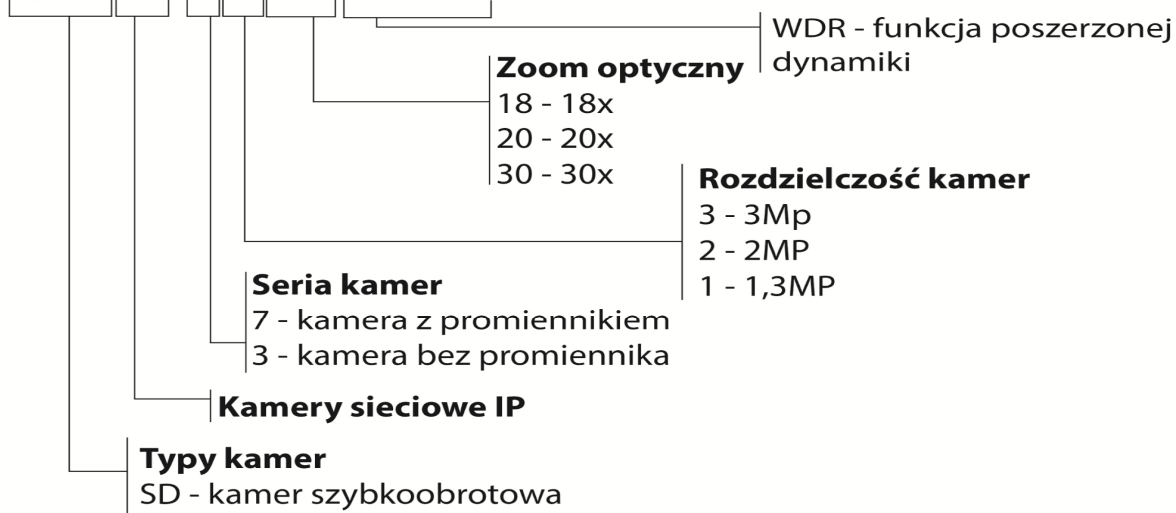 WDR - funkcja poszerzonej
dynamiki
Zoom optyczny
18 - 18x
20 - 20x
30 - 30x
Rozdzielczość kamer
3 - 3Mp
2 - 2MP
1 - 1,3MP
Seria kamer
7 - kamera z promiennikiem
3 - kamera bez promiennika
Kamery sieciowe IP
Typy kamer
SD - kamer szybkoobrotowa